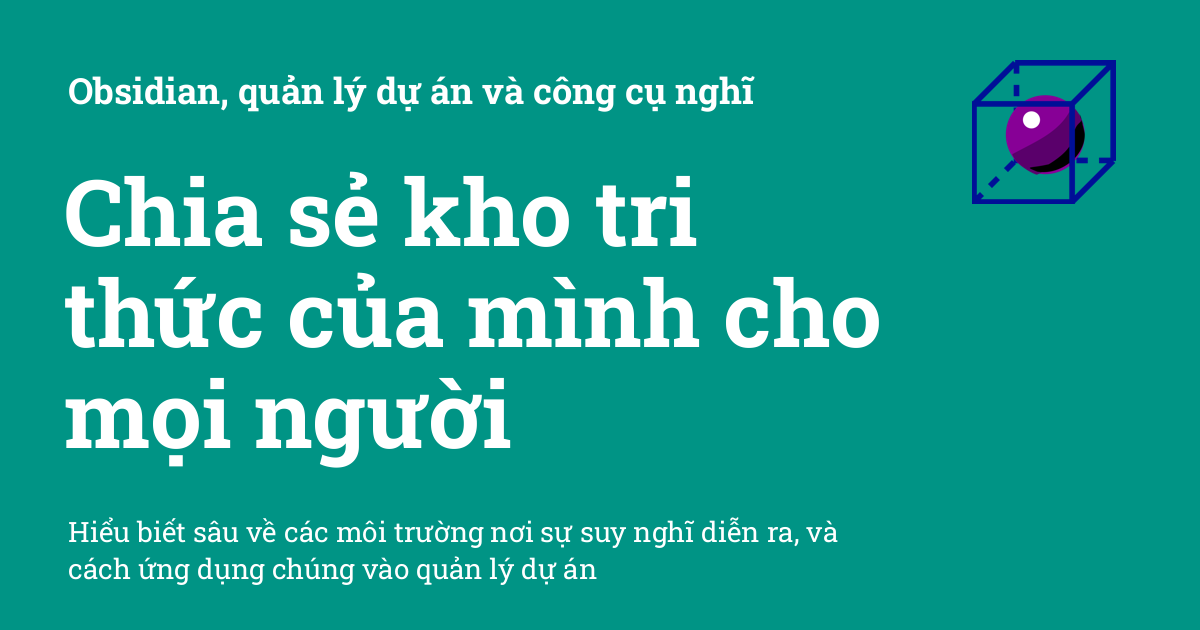 Obsidian, quản lý dự án và công cụ nghĩ
Chia sẻ kho tri
thức của mình cho
mọi người
Hiểu biết sâu về các môi trường nơi sự suy nghĩ diễn ra, và
cách ứng dụng chúng vào quản lý dự án